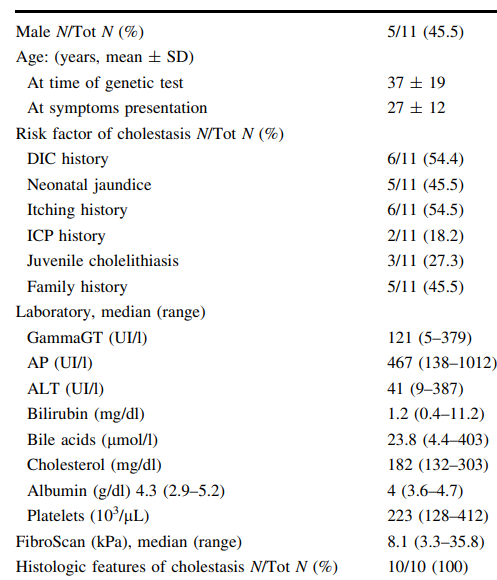 Male N/Tot N (%) 5/11 (45.5)
Age: (years, mean ± SD)
At time of genetic test 37 ± 19
At symptoms presentation 27 ± 12
Risk factor of cholestasis N/Tot N (%)
DIC history 6/11 (54.4)
Neonatal jaundice 5/11 (45.5)
Itching history 6/11 (54.5)
ICP history 2/11 (18.2)
Juvenile cholelithiasis 3/11 (27.3)
Family history 5/11 (45.5)
Laboratory, median (range)
GammaGT (UI/l) 121 (5–379)
AP (UI/l) 467 (138–1012)
ALT (UI/l) 41 (9–387)
Bilirubin (mg/dl) 1.2 (0.4–11.2)
Bile acids (μmol/l) 23.8 (4.4–403)
Cholesterol (mg/dl) 182 (132–303)
Albumin (g/dl) 4.3 (2.9–5.2) 4 (3.6–4.7)
Platelets (10³/μL) 223 (128–412)
FibroScan (kPa), median (range) 8.1 (3.3–35.8)
Histologic features of cholestasis N/Tot N (%) 10/10 (100)